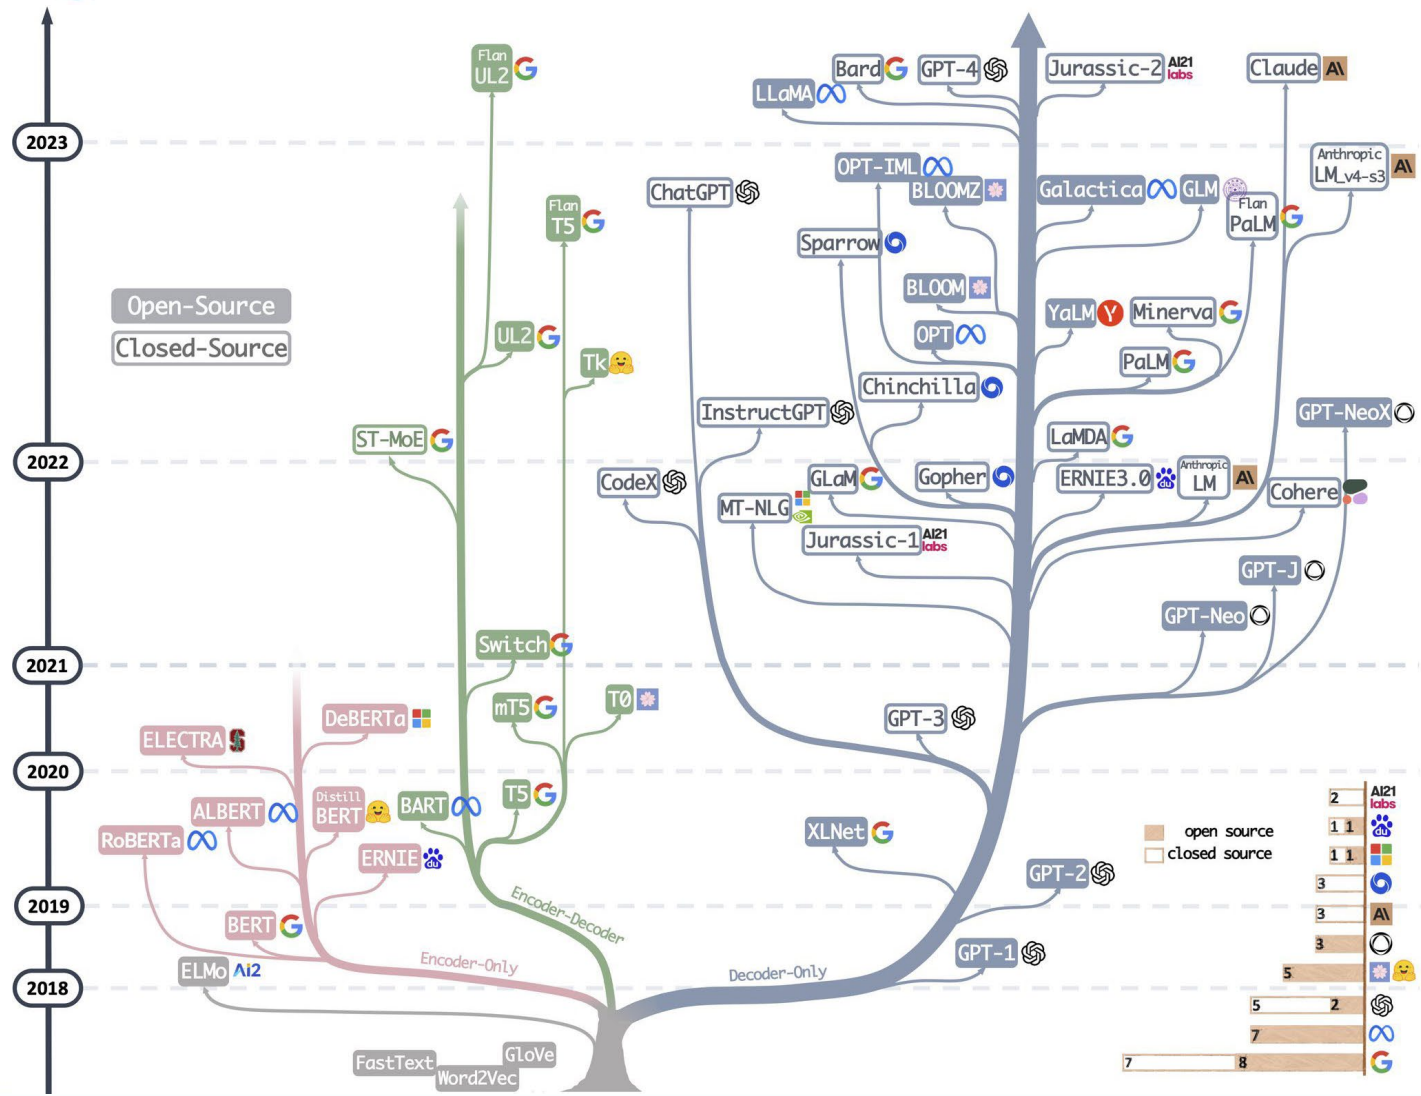 Flan
UL2
Bard
GPT-4
Jurassic-2
AI21
labs
Claude
A\
LLaMA
2023
OPT-IML
BLOOMZ
Galactica
GLM
Anthropic
LM_v4-s3
A\
ChatGPT
Flan
T5
Flan
PaLM
Sparrow
BLOOM
Open-Source
Closed-Source
UL2
OPT
YaLM
Y
Minerva
Tk
PaLM
Chinchilla
InstructGPT
GPT-NeoX
ST-MoE
LaMDA
2022
CodeX
GLaM
Gopher
ERNIE3.0
du
Anthropic
LM
A\
Cohere
MT-NLG
Jurassic-1
AI21
labs
GPT-J
GPT-Neo
Switch
2021
mT5
T0
DeBERTa
GPT-3
ELECTRA
S
2020
T5
ALBERT
Distill
BERT
BART
RoBERTa
XLNet
ERNIE
du
GPT-2
2019
Encoder-Decoder
BERT
GPT-1
Encoder-Only
Decoder-Only
ELMo
Ai2
2018
FastText
GloVe
Word2Vec
open source
closed source
2
AI21
labs
1 1
du
1 1
3
3
A\
3
5
5 2
7
7 8